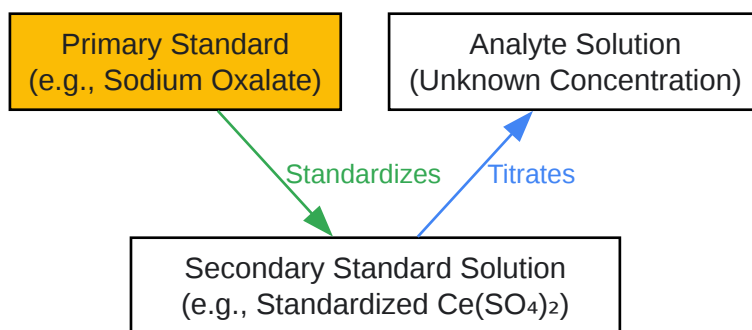 Primary Standard
(e.g., Sodium Oxalate)
Analyte Solution
(Unknown Concentration)
Standardizes
Titrates
Secondary Standard Solution
(e.g., Standardized Ce(SO₄)₂)